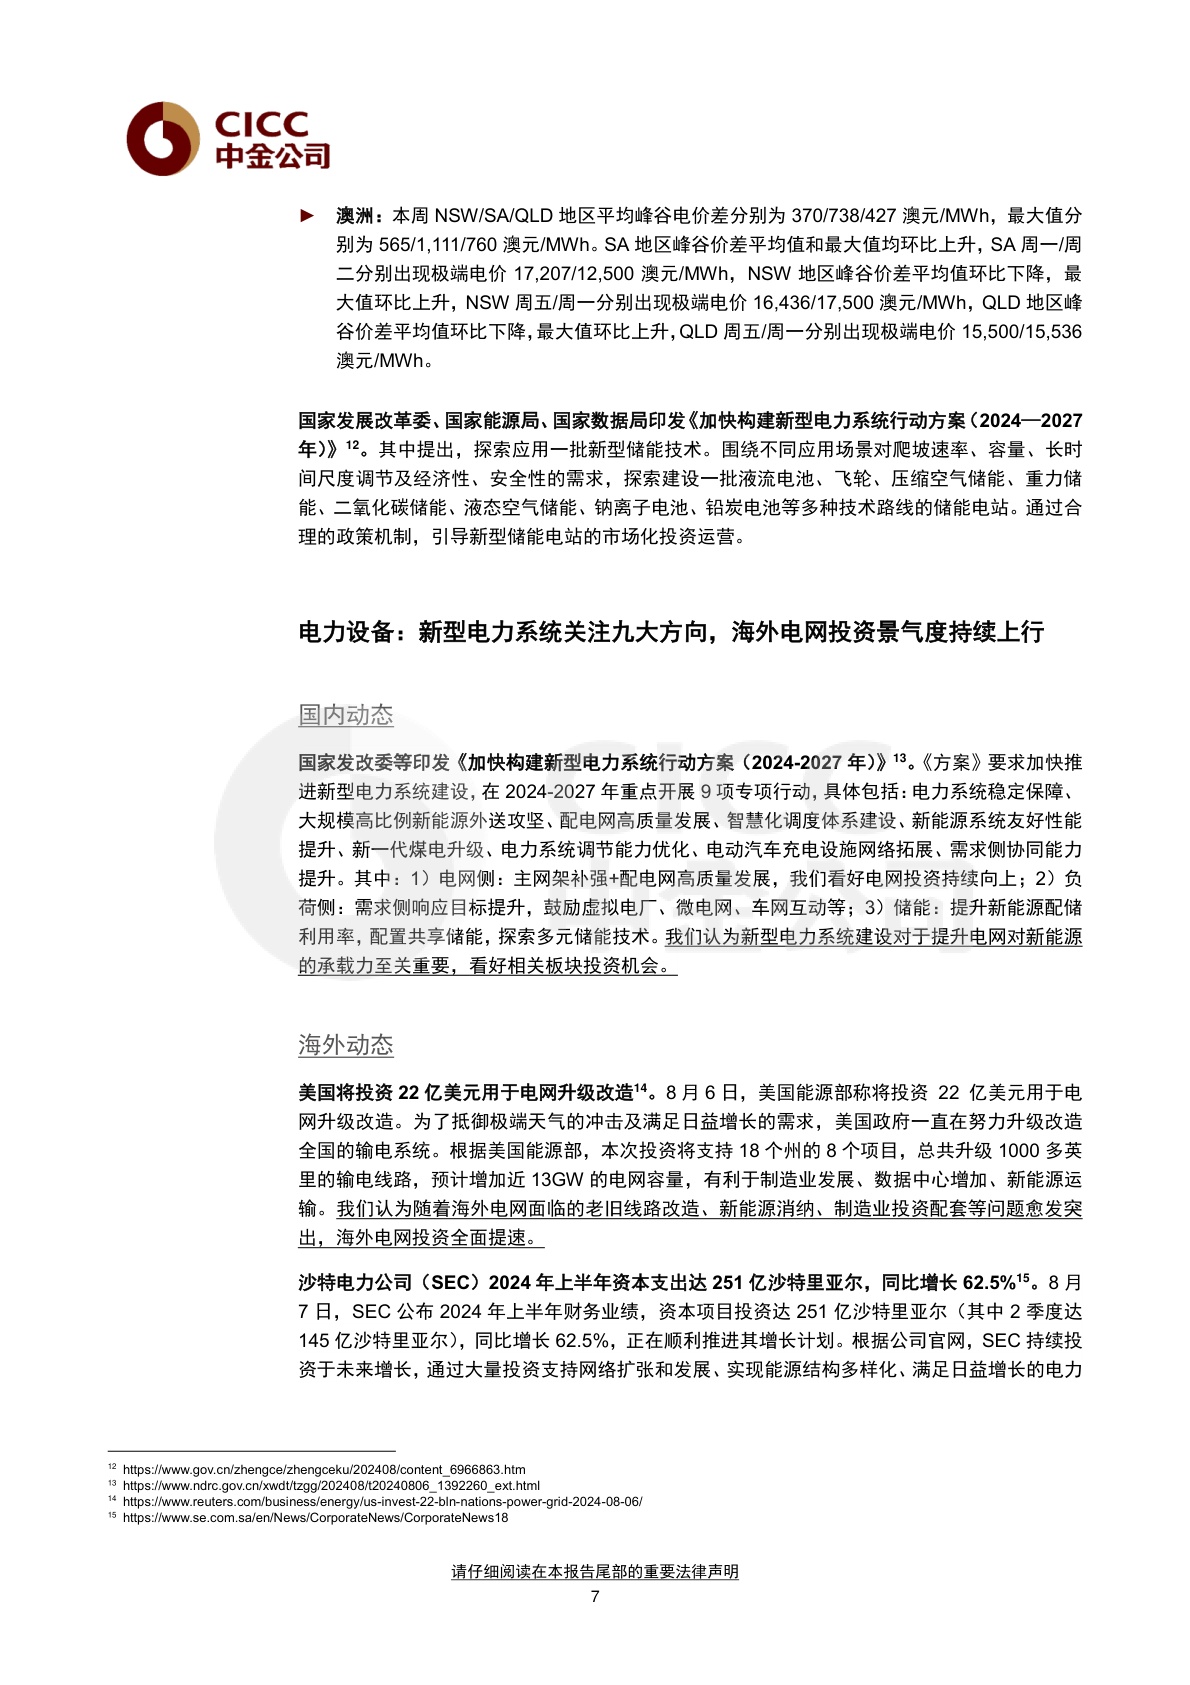 CICC
中金公司
► 澳洲：本周 NSW/SA/QLD 地区平均峰谷电价差分别为 370/738/427 澳元/MWh，最大值分
别为 565/1,111/760 澳元/MWh。SA 地区峰谷价差平均值和最大值均环比上升，SA 周一/周
二分别出现极端电价 17,207/12,500 澳元/MWh，NSW 地区峰谷价差平均值环比下降，最
大值环比上升，NSW 周五/周一分别出现极端电价 16,436/17,500 澳元/MWh，QLD 地区峰
谷价差平均值环比下降，最大值环比上升，QLD 周五/周一分别出现极端电价 15,500/15,536
澳元/MWh。
国家发展改革委、国家能源局、国家数据局印发《加快构建新型电力系统行动方案（2024—2027
年）》12。其中提出，探索应用一批新型储能技术。围绕不同应用场景对爬坡速率、容量、长时
间尺度调节及经济性、安全性的需求，探索建设一批液流电池、飞轮、压缩空气储能、重力储
能、二氧化碳储能、液态空气储能、钠离子电池、铅炭电池等多种技术路线的储能电站。通过合
理的政策机制，引导新型储能电站的市场化投资运营。
电力设备：新型电力系统关注九大方向，海外电网投资景气度持续上行
国内动态
国家发改委等印发《加快构建新型电力系统行动方案（2024-2027 年）》13。《方案》要求加快推
进新型电力系统建设，在 2024-2027 年重点开展 9 项专项行动，具体包括：电力系统稳定保障、
大规模高比例新能源外送攻坚、配电网高质量发展、智慧化调度体系建设、新能源系统友好性能
提升、新一代煤电升级、电力系统调节能力优化、电动汽车充电设施网络拓展、需求侧协同能力
提升。其中：1）电网侧：主网架补强+配电网高质量发展，我们看好电网投资持续向上；2）负
荷侧：需求侧响应目标提升，鼓励虚拟电厂、微电网、车网互动等；3）储能：提升新能源配储
利用率，配置共享储能，探索多元储能技术。我们认为新型电力系统建设对于提升电网对新能源
的承载力至关重要，看好相关板块投资机会。
海外动态
美国将投资 22 亿美元用于电网升级改造14。8 月 6 日，美国能源部称将投资 22 亿美元用于电
网升级改造。为了抵御极端天气的冲击及满足日益增长的需求，美国政府一直在努力升级改造
全国的输电系统。根据美国能源部，本次投资将支持 18 个州的 8 个项目，总共升级 1000 多英
里的输电线路，预计增加近 13GW 的电网容量，有利于制造业发展、数据中心增加、新能源运
输。我们认为随着海外电网面临的老旧线路改造、新能源消纳、制造业投资配套等问题愈发突
出，海外电网投资全面提速。
沙特电力公司（SEC）2024 年上半年资本支出达 251 亿沙特里亚尔，同比增长 62.5%15。8 月
7 日，SEC 公布 2024 年上半年财务业绩，资本项目投资达 251 亿沙特里亚尔（其中 2 季度达
145 亿沙特里亚尔），同比增长 62.5%，正在顺利推进其增长计划。根据公司官网，SEC 持续投
资于未来增长，通过大量投资支持网络扩张和发展、实现能源结构多样化、满足日益增长的电力
12 https://www.gov.cn/zhengce/zhengceku/202408/content_6966863.htm
13 https://www.ndrc.gov.cn/xwdt/tzgg/202408/t20240806_1392260_ext.html
14 https://www.reuters.com/business/energy/us-invest-22-bln-nations-power-grid-2024-08-06/
15 https://www.se.com.sa/en/News/CorporateNews/CorporateNews18
请仔细阅读在本报告尾部的重要法律声明
7